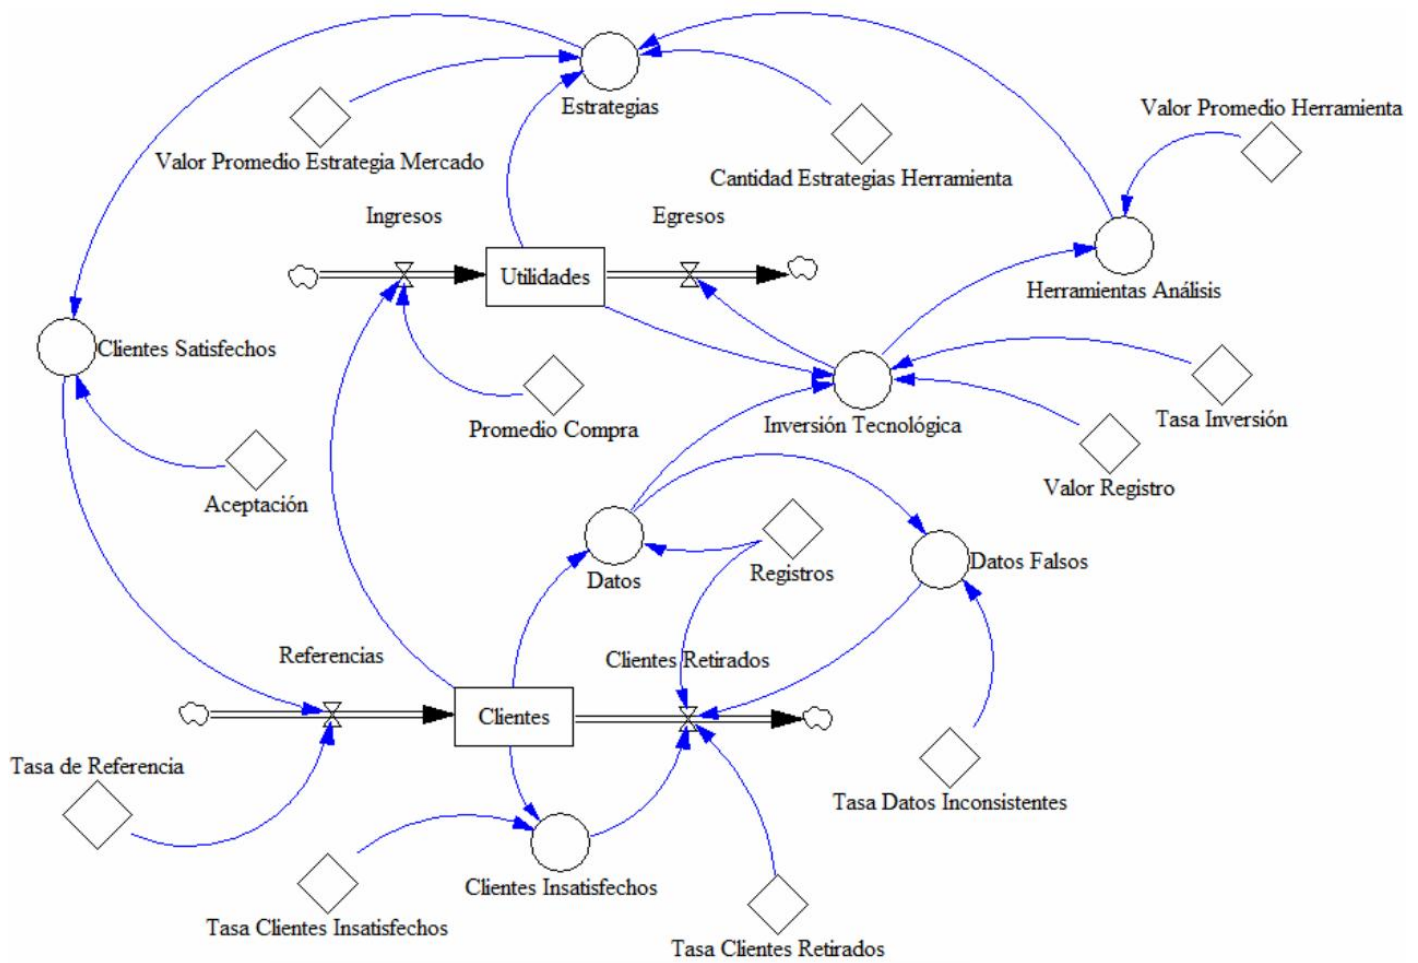 Estrategias
Valor Promedio Herramienta
Valor Promedio Estrategia Mercado
Cantidad Estrategias Herramienta
Ingresos
Egresos
Utilidades
Herramientas Análisis
Clientes Satisfechos
Promedio Compra
Inversión Tecnológica
Tasa Inversión
Valor Registro
Aceptación
Datos
Registros
Datos Falsos
Referencias
Clientes Retirados
Clientes
Tasa de Referencia
Tasa Datos Inconsistentes
Clientes Insatisfechos
Tasa Clientes Insatisfechos
Tasa Clientes Retirados